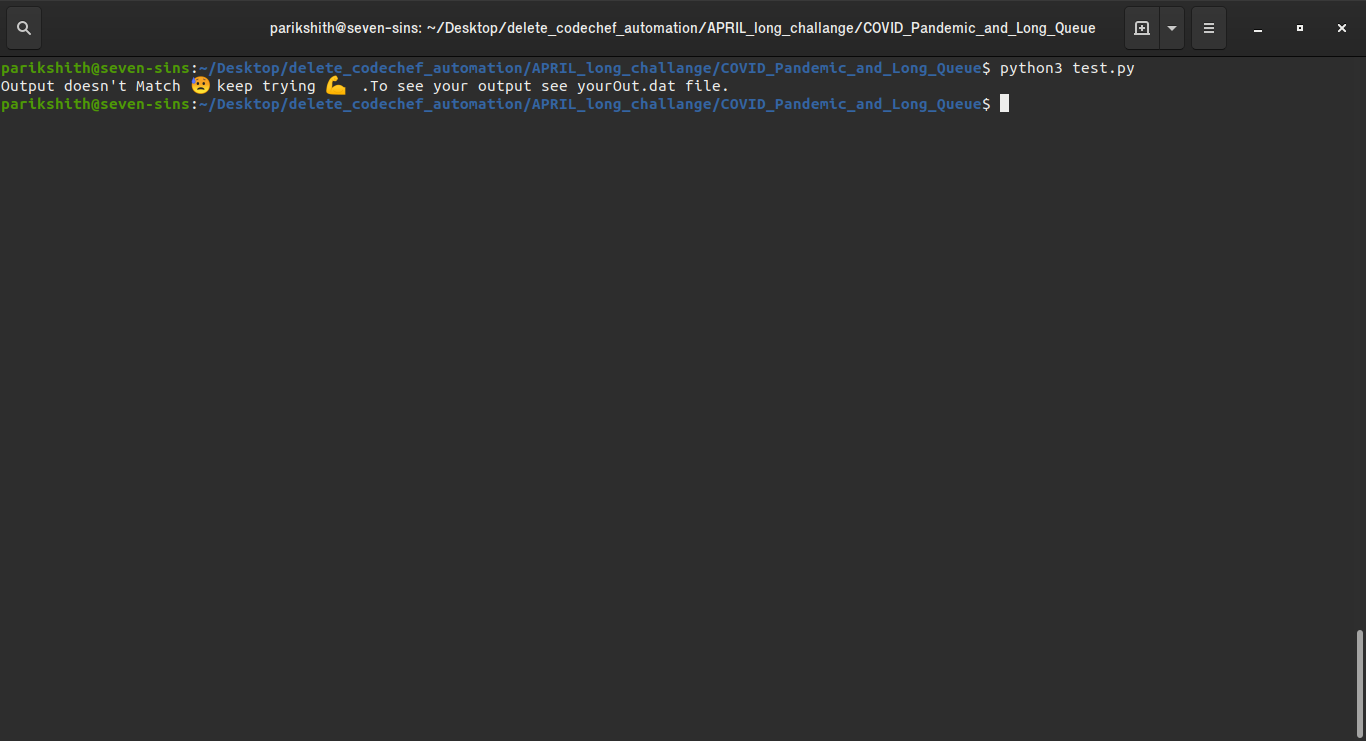 parikshith@seven-sins: ~/Desktop/delete_codechef_automation/APRIL_long_challange/COVID_Pandemic_and_Long_Queue
parikshith@seven-sins:~/Desktop/delete_codechef_automation/APRIL_long_challange/COVID_Pandemic_and_Long_Queue$ python3 test.py
Output doesn't Match 😟 keep trying 💪 .To see your output see yourOut.dat file.
parikshith@seven-sins:~/Desktop/delete_codechef_automation/APRIL_long_challange/COVID_Pandemic_and_Long_Queue$